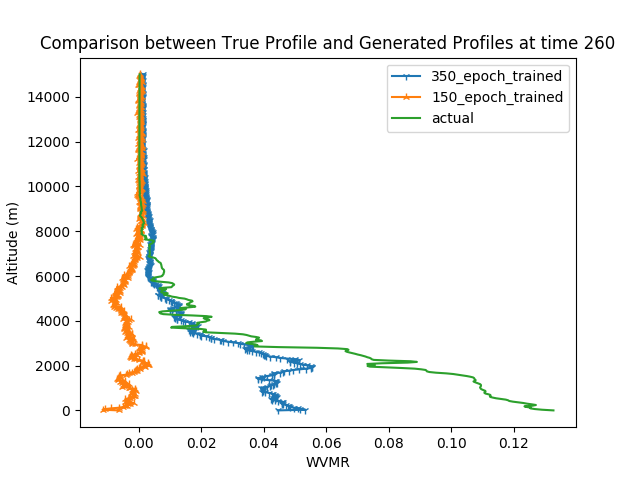 Comparison between True Profile and Generated Profiles at time 260
350_epoch_trained
150_epoch_trained
actual
14000
12000
10000
8000
6000
4000
2000
0
Altitude (m)
0.00 0.02 0.04 0.06 0.08 0.10 0.12
WVMR